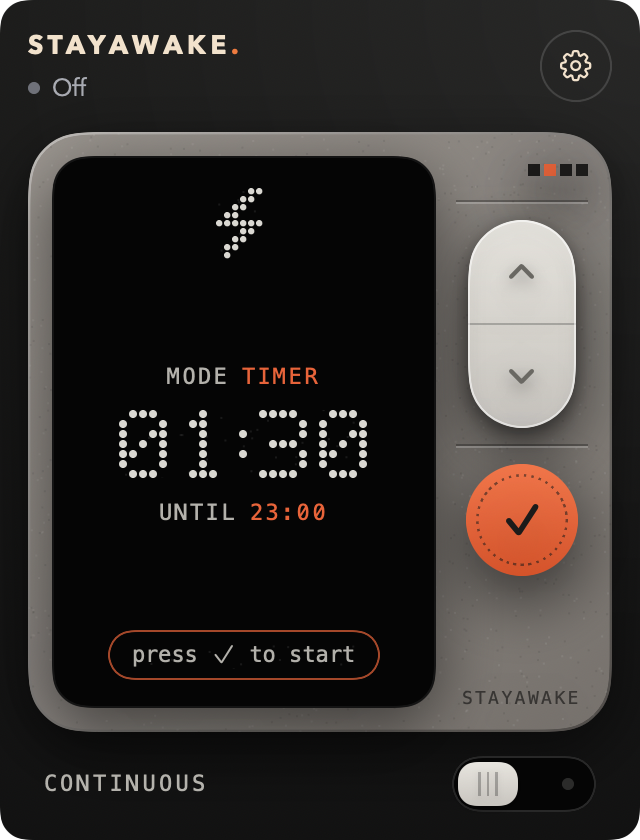 STAYAWAKE.
Off
MODE TIMER
01:30
UNTIL 23:00
press ✓ to start
STAYAWAKE
CONTINUOUS